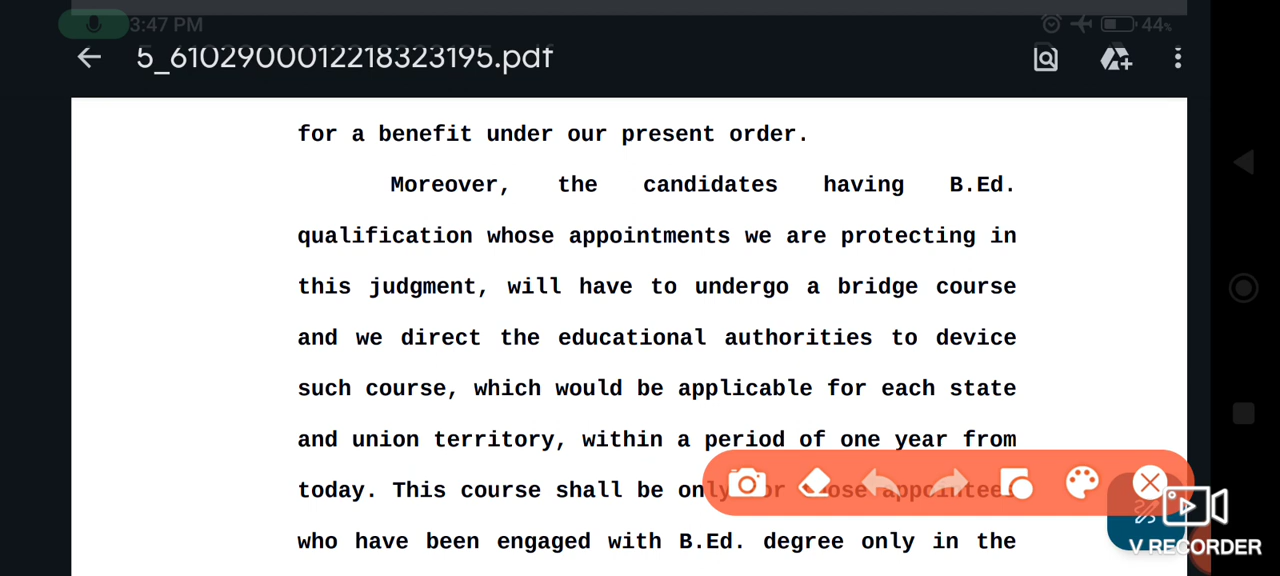 3:47 PM
44%
5_6102900012218323195.pdf
for a benefit under our present order.
Moreover, the candidates having B.Ed.
qualification whose appointments we are protecting in
this judgment, will have to undergo a bridge course
and we direct the educational authorities to device
such course, which would be applicable for each state
and union territory, within a period of one year from
today. This course shall be only for those appointees
who have been engaged with B.Ed. degree only in the
V RECORDER